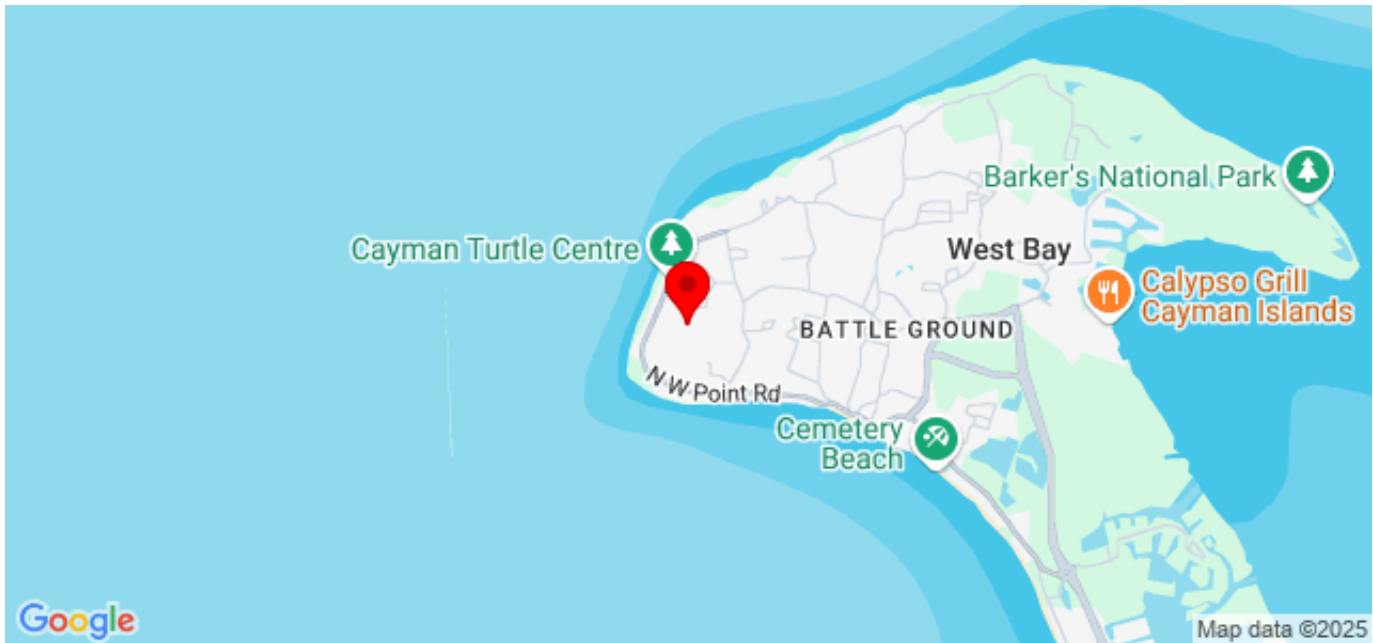 Barker's National Park
Cayman Turtle Centre
West Bay
Calypso Grill
Cayman Islands
BATTLE GROUND
N W Point Rd
Cemetery
Beach
Google
Map data ©2025